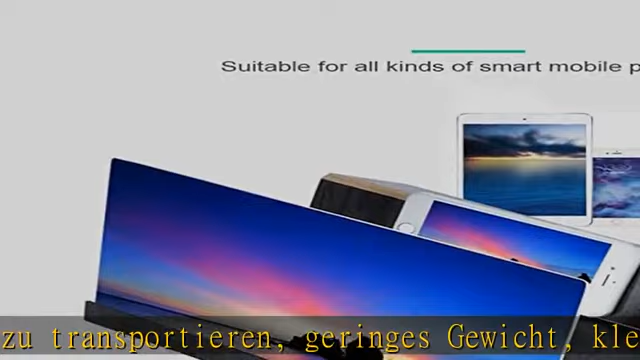 Suitable for all kinds of smart mobile p
zu transportieren, geringes Gewicht, kle